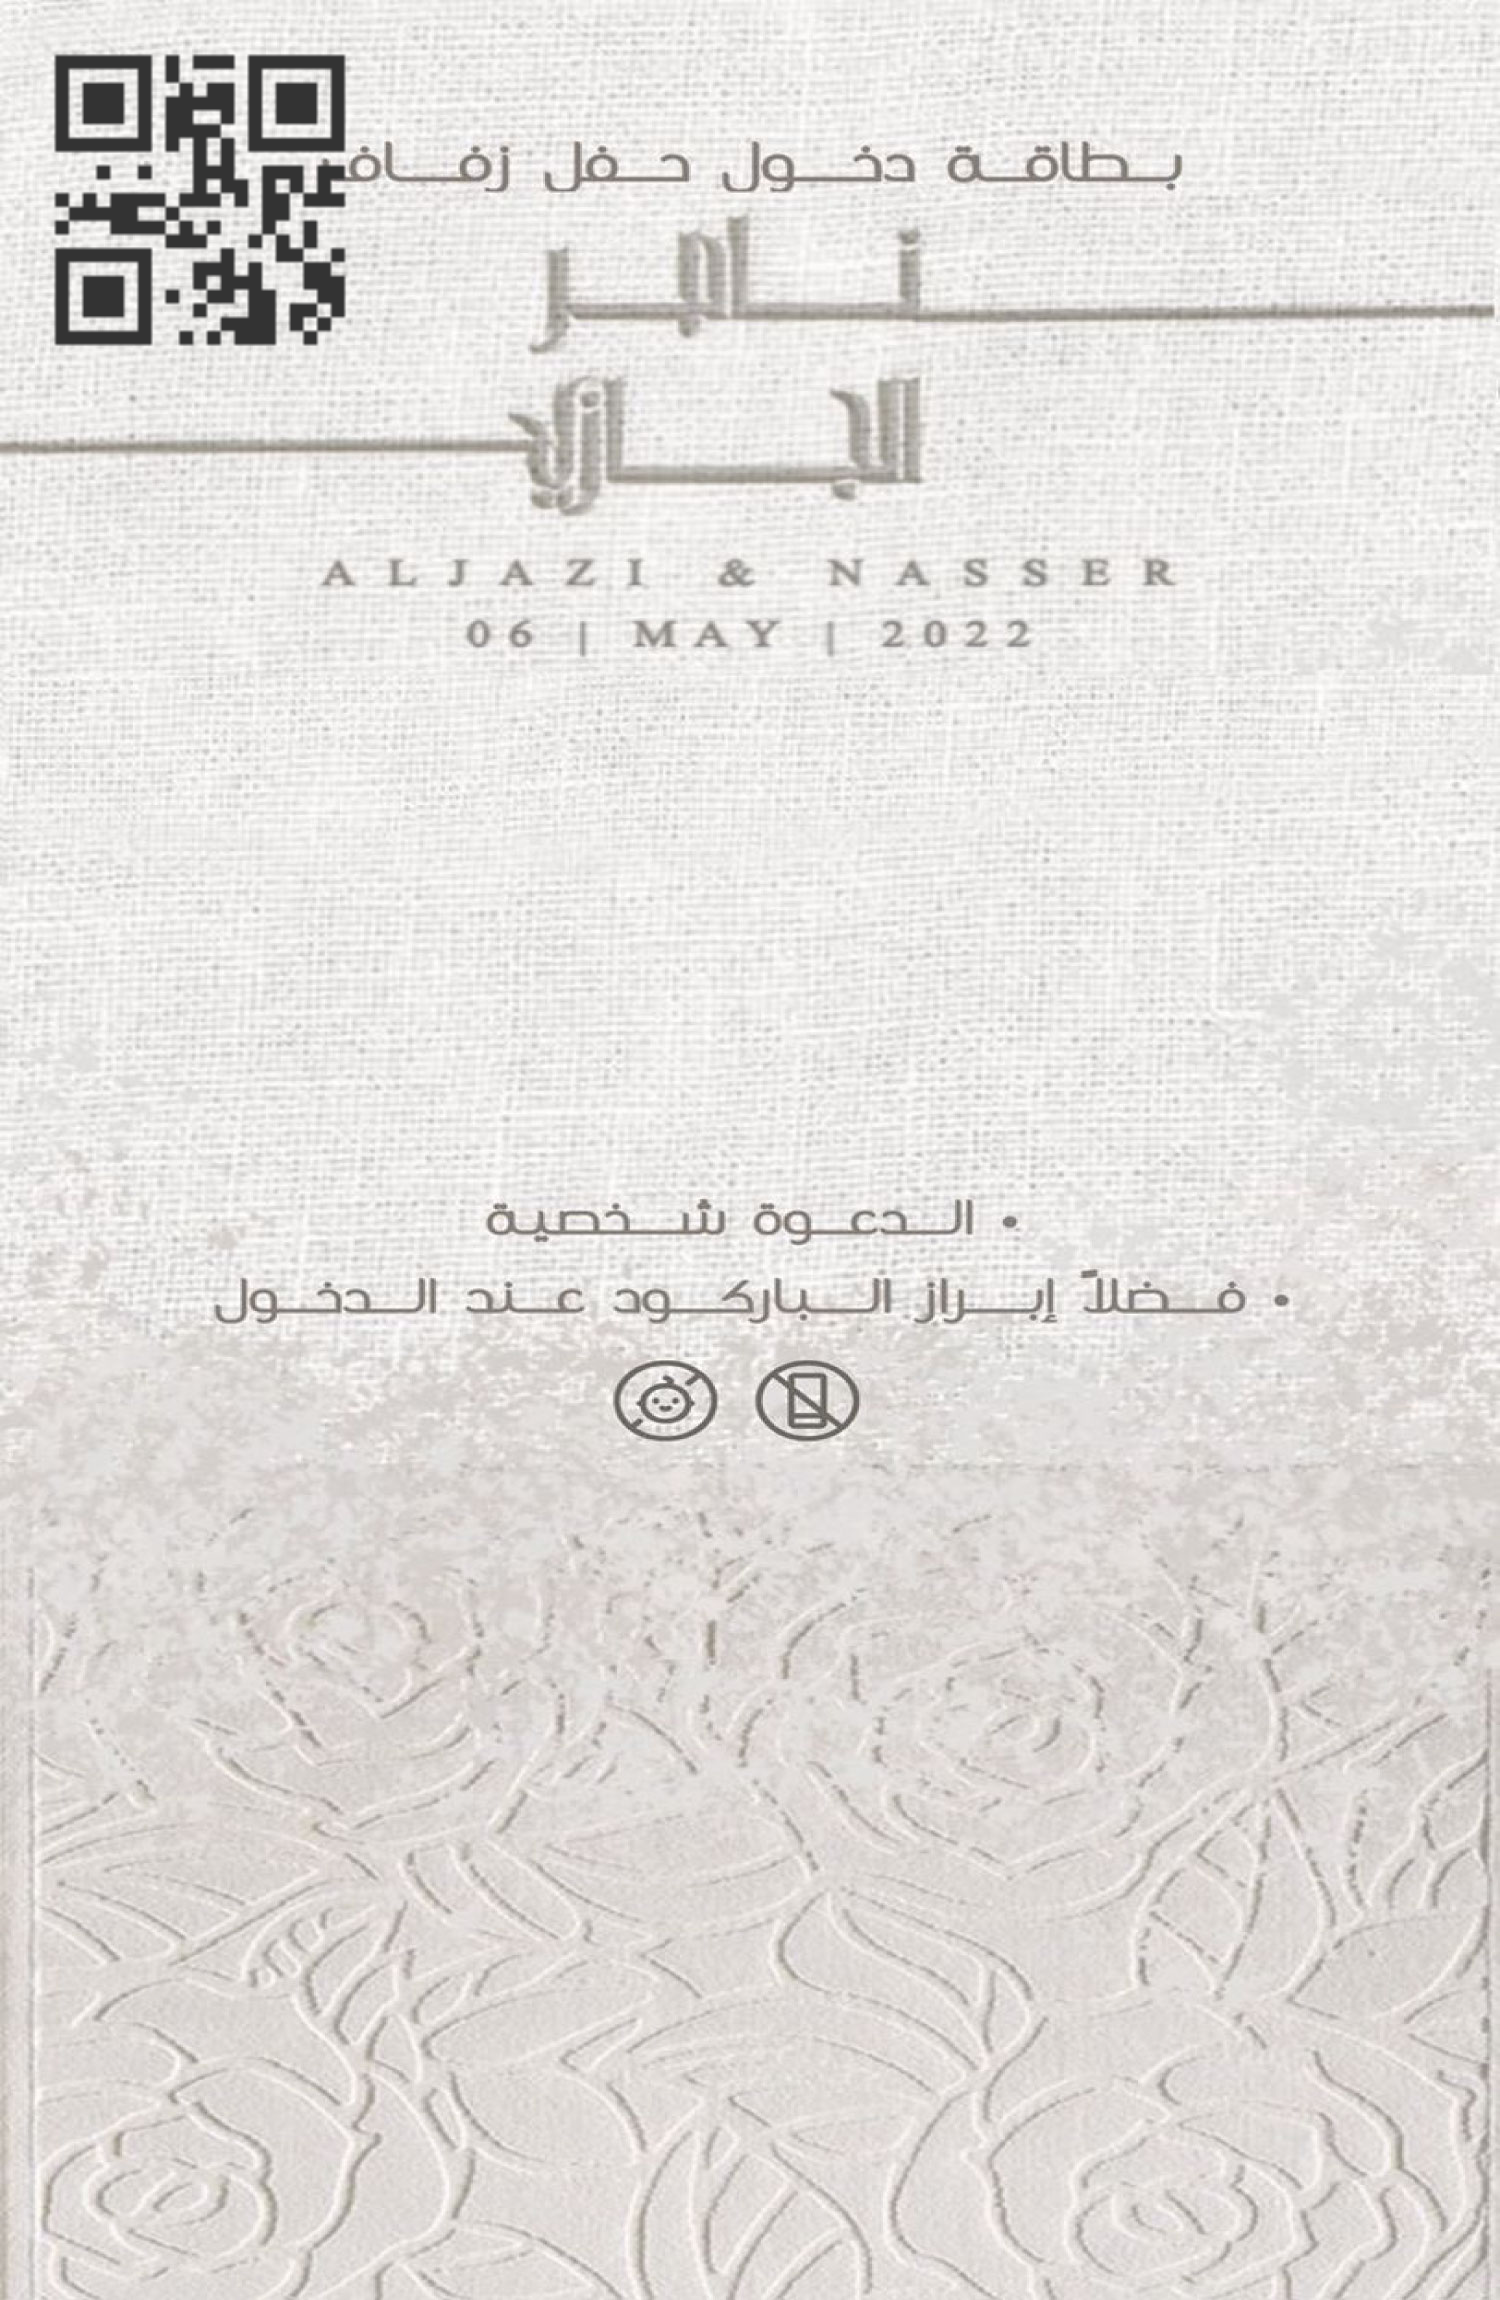 بطاقة دخول حفل زفاف
ناصر
الجازي
ALJAZI & NASSER
06 | MAY | 2022
• الدعوة شخصية
• فضلاً إبراز الباركود عند الدخول